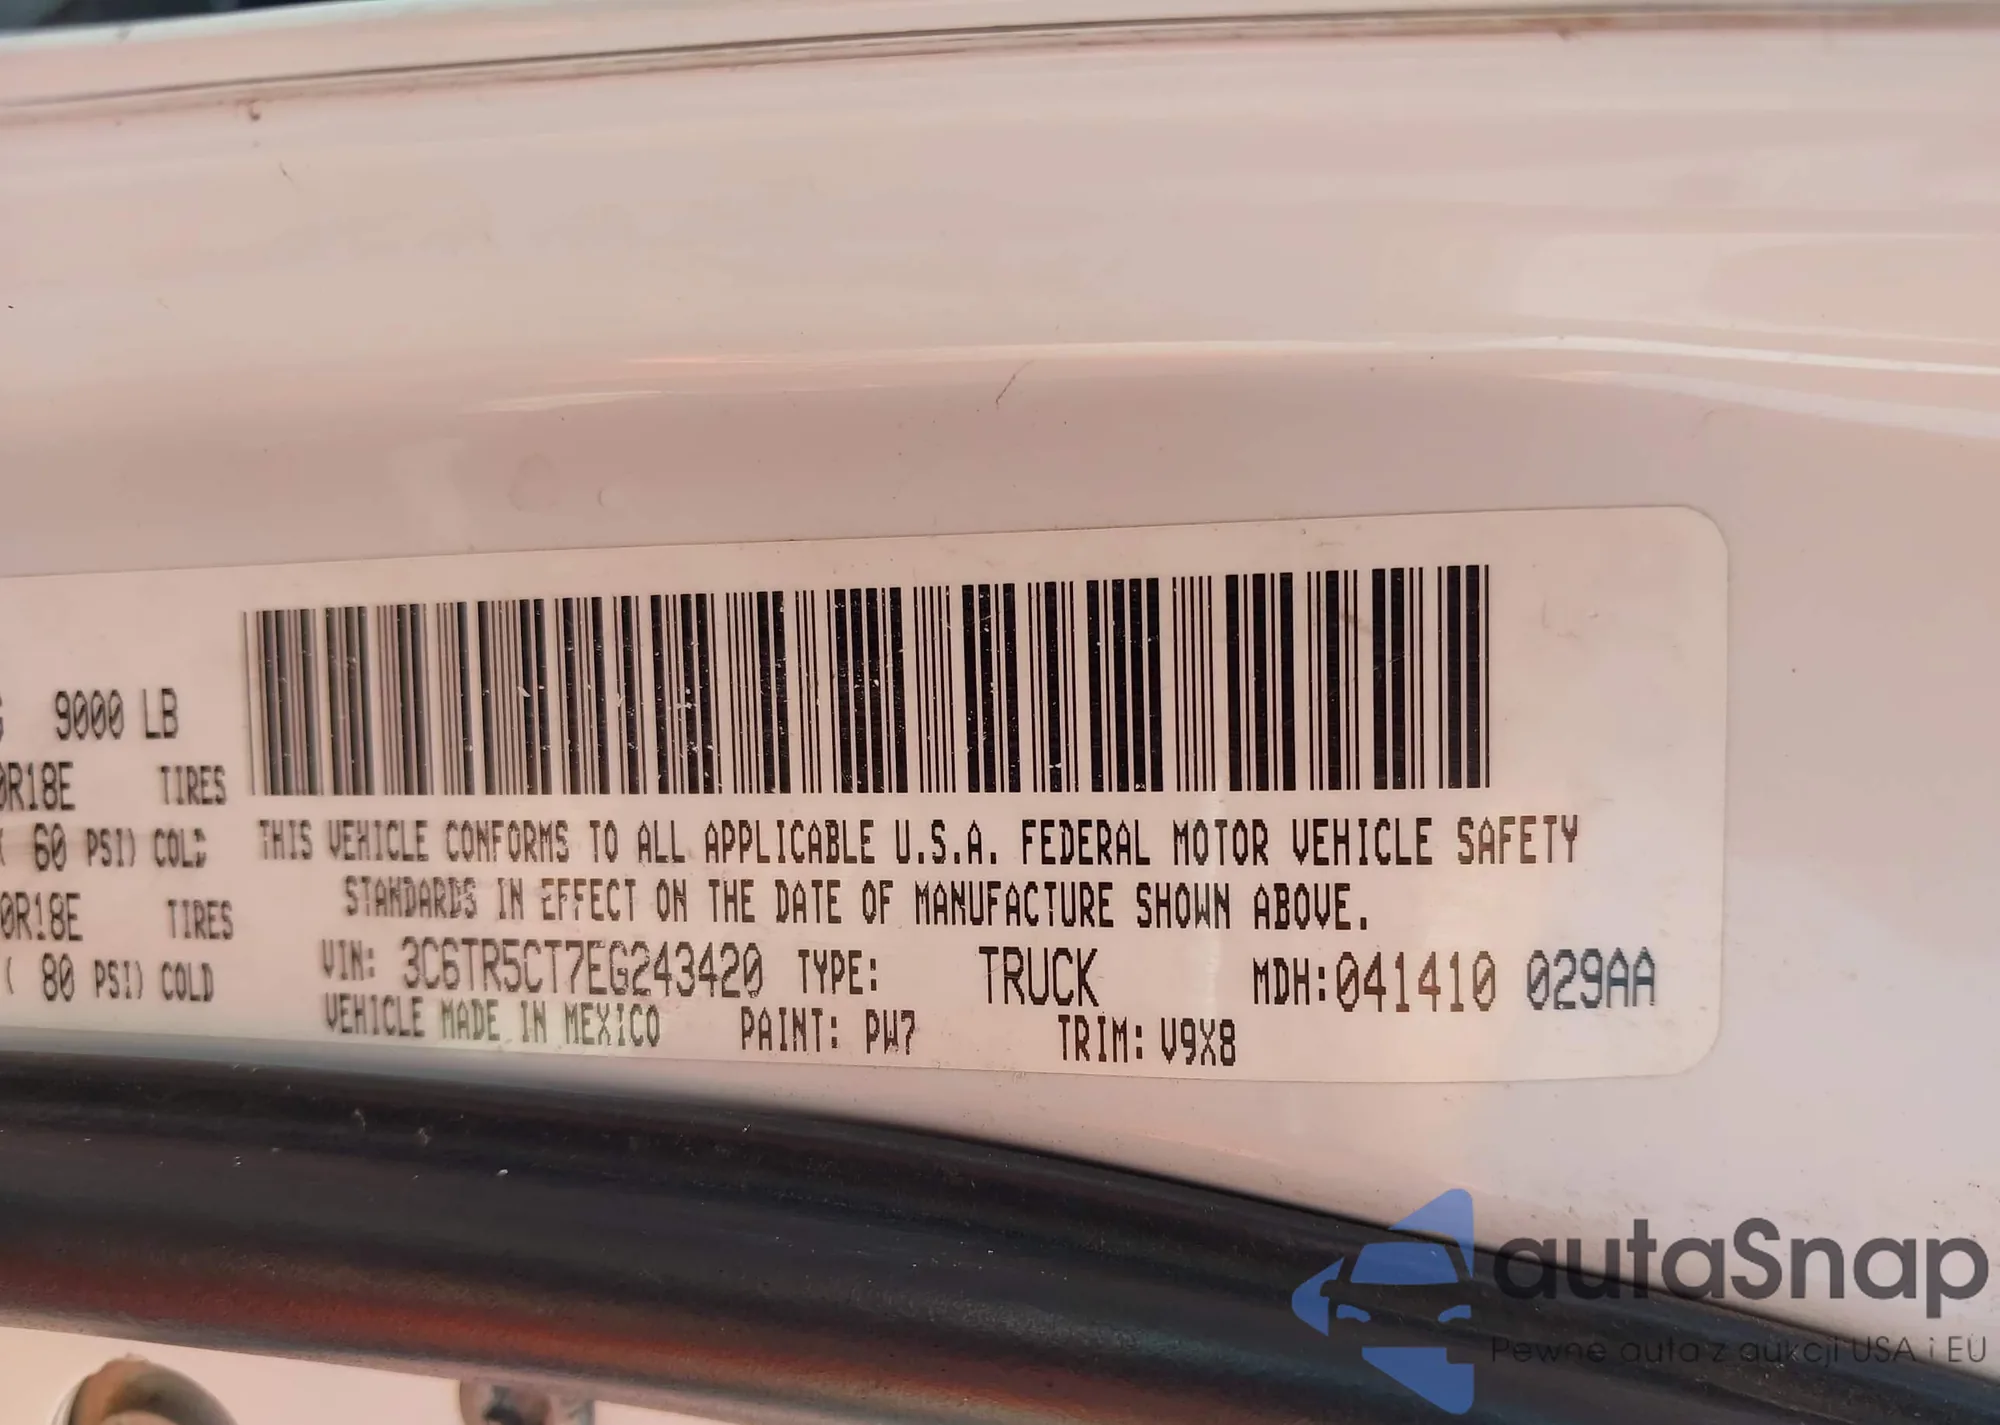 9000 LB
0R18E TIRES
60 PSI) COLD
0R18E TIRES
( 80 PSI) COLD
THIS VEHICLE CONFORMS TO ALL APPLICABLE U.S.A. FEDERAL MOTOR VEHICLE SAFETY
STANDARDS IN EFFECT ON THE DATE OF MANUFACTURE SHOWN ABOVE.
VIN: 3C6TR5CT7EG243420 TYPE: TRUCK MDH:041410 029AA
VEHICLE MADE IN MEXICO PAINT: PW7 TRIM: V9X8
autaSnap
Pewne auta z aukcji USA i EU